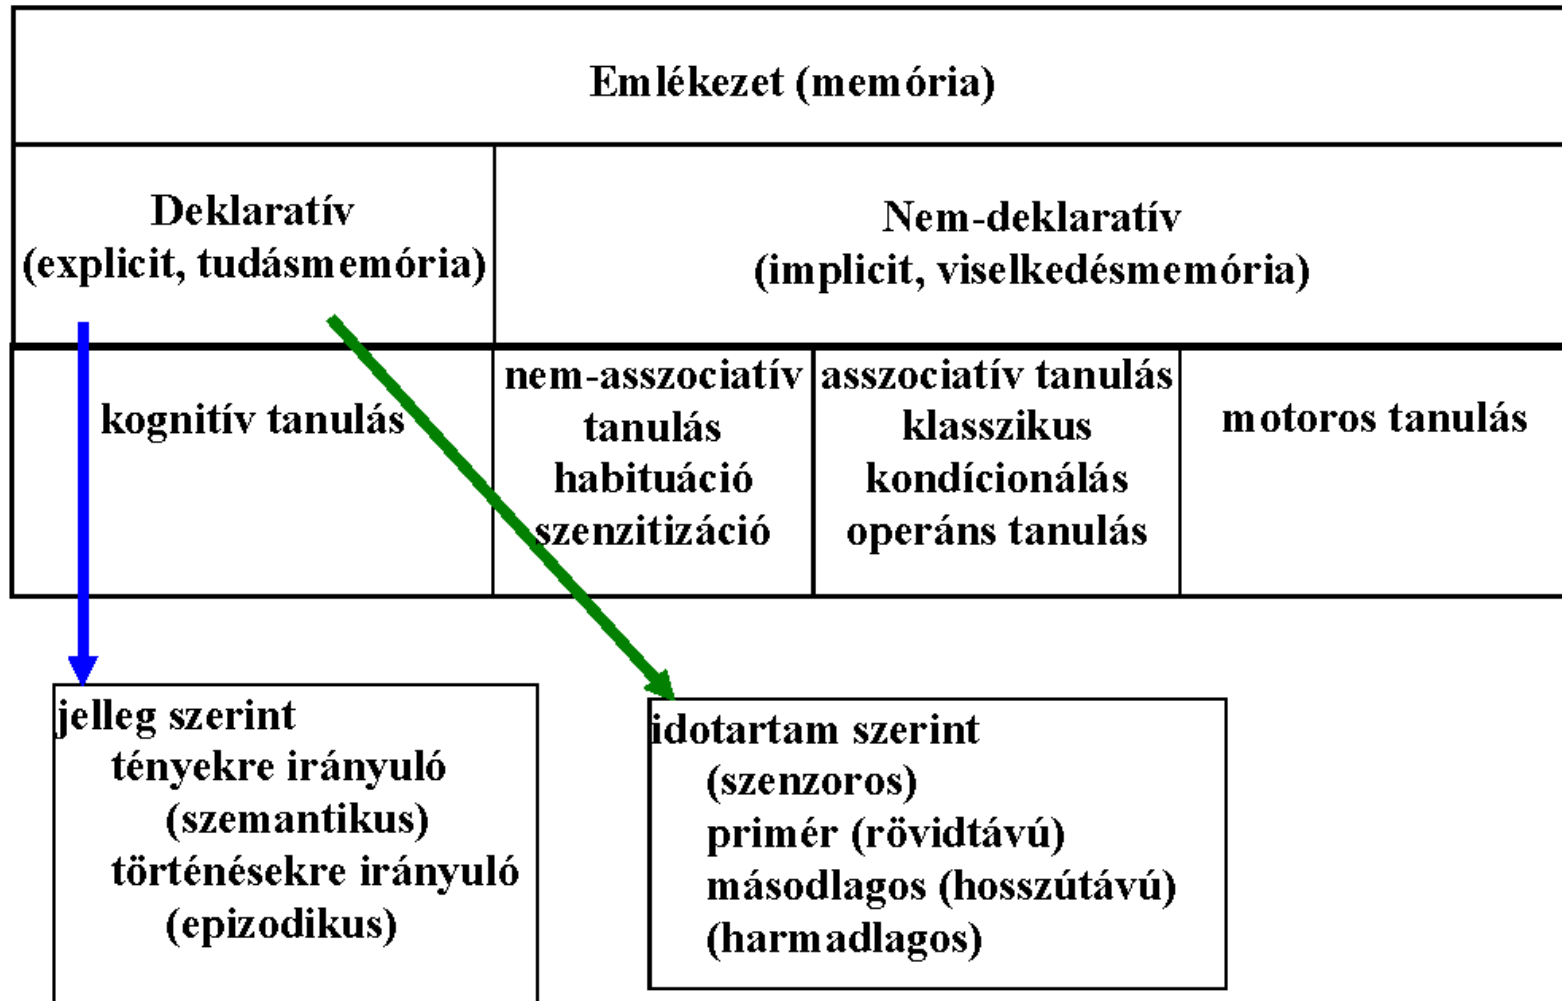 Emlékezet (memória)
Deklaratív
(explicit, tudásmemória)
Nem-deklaratív
(implicit, viselkedésmemória)
kognitív tanulás
nem-asszociatív
tanulás
habituáció
szenzitizáció
asszociatív tanulás
klasszikus
kondícionálás
operáns tanulás
motoros tanulás
jelleg szerint
tényekre irányuló
(szemantikus)
történésekre irányuló
(epizodikus)
idotartam szerint
(szenzoros)
primér (rövidtávú)
másodlagos (hosszútávú)
(harmadlagos)